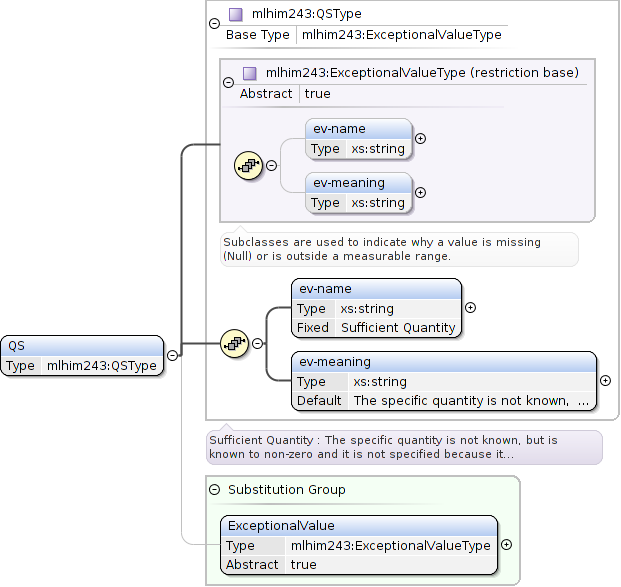 mlhim243:QSType
Base Type mlhim243:ExceptionalValueType
mlhim243:ExceptionalValueType (restriction base)
Abstract true
ev-name
Type xs:string
ev-meaning
Type xs:string
Subclasses are used to indicate why a value is missing
(Null) or is outside a measurable range.
ev-name
Type xs:string
Fixed Sufficient Quantity
QS
Type mlhim243:QSType
ev-meaning
Type xs:string
Default The specific quantity is not known, ...
Sufficient Quantity : The specific quantity is not known, but is
known to non-zero and it is not specified because it...
Substitution Group
ExceptionalValue
Type mlhim243:ExceptionalValueType
Abstract true